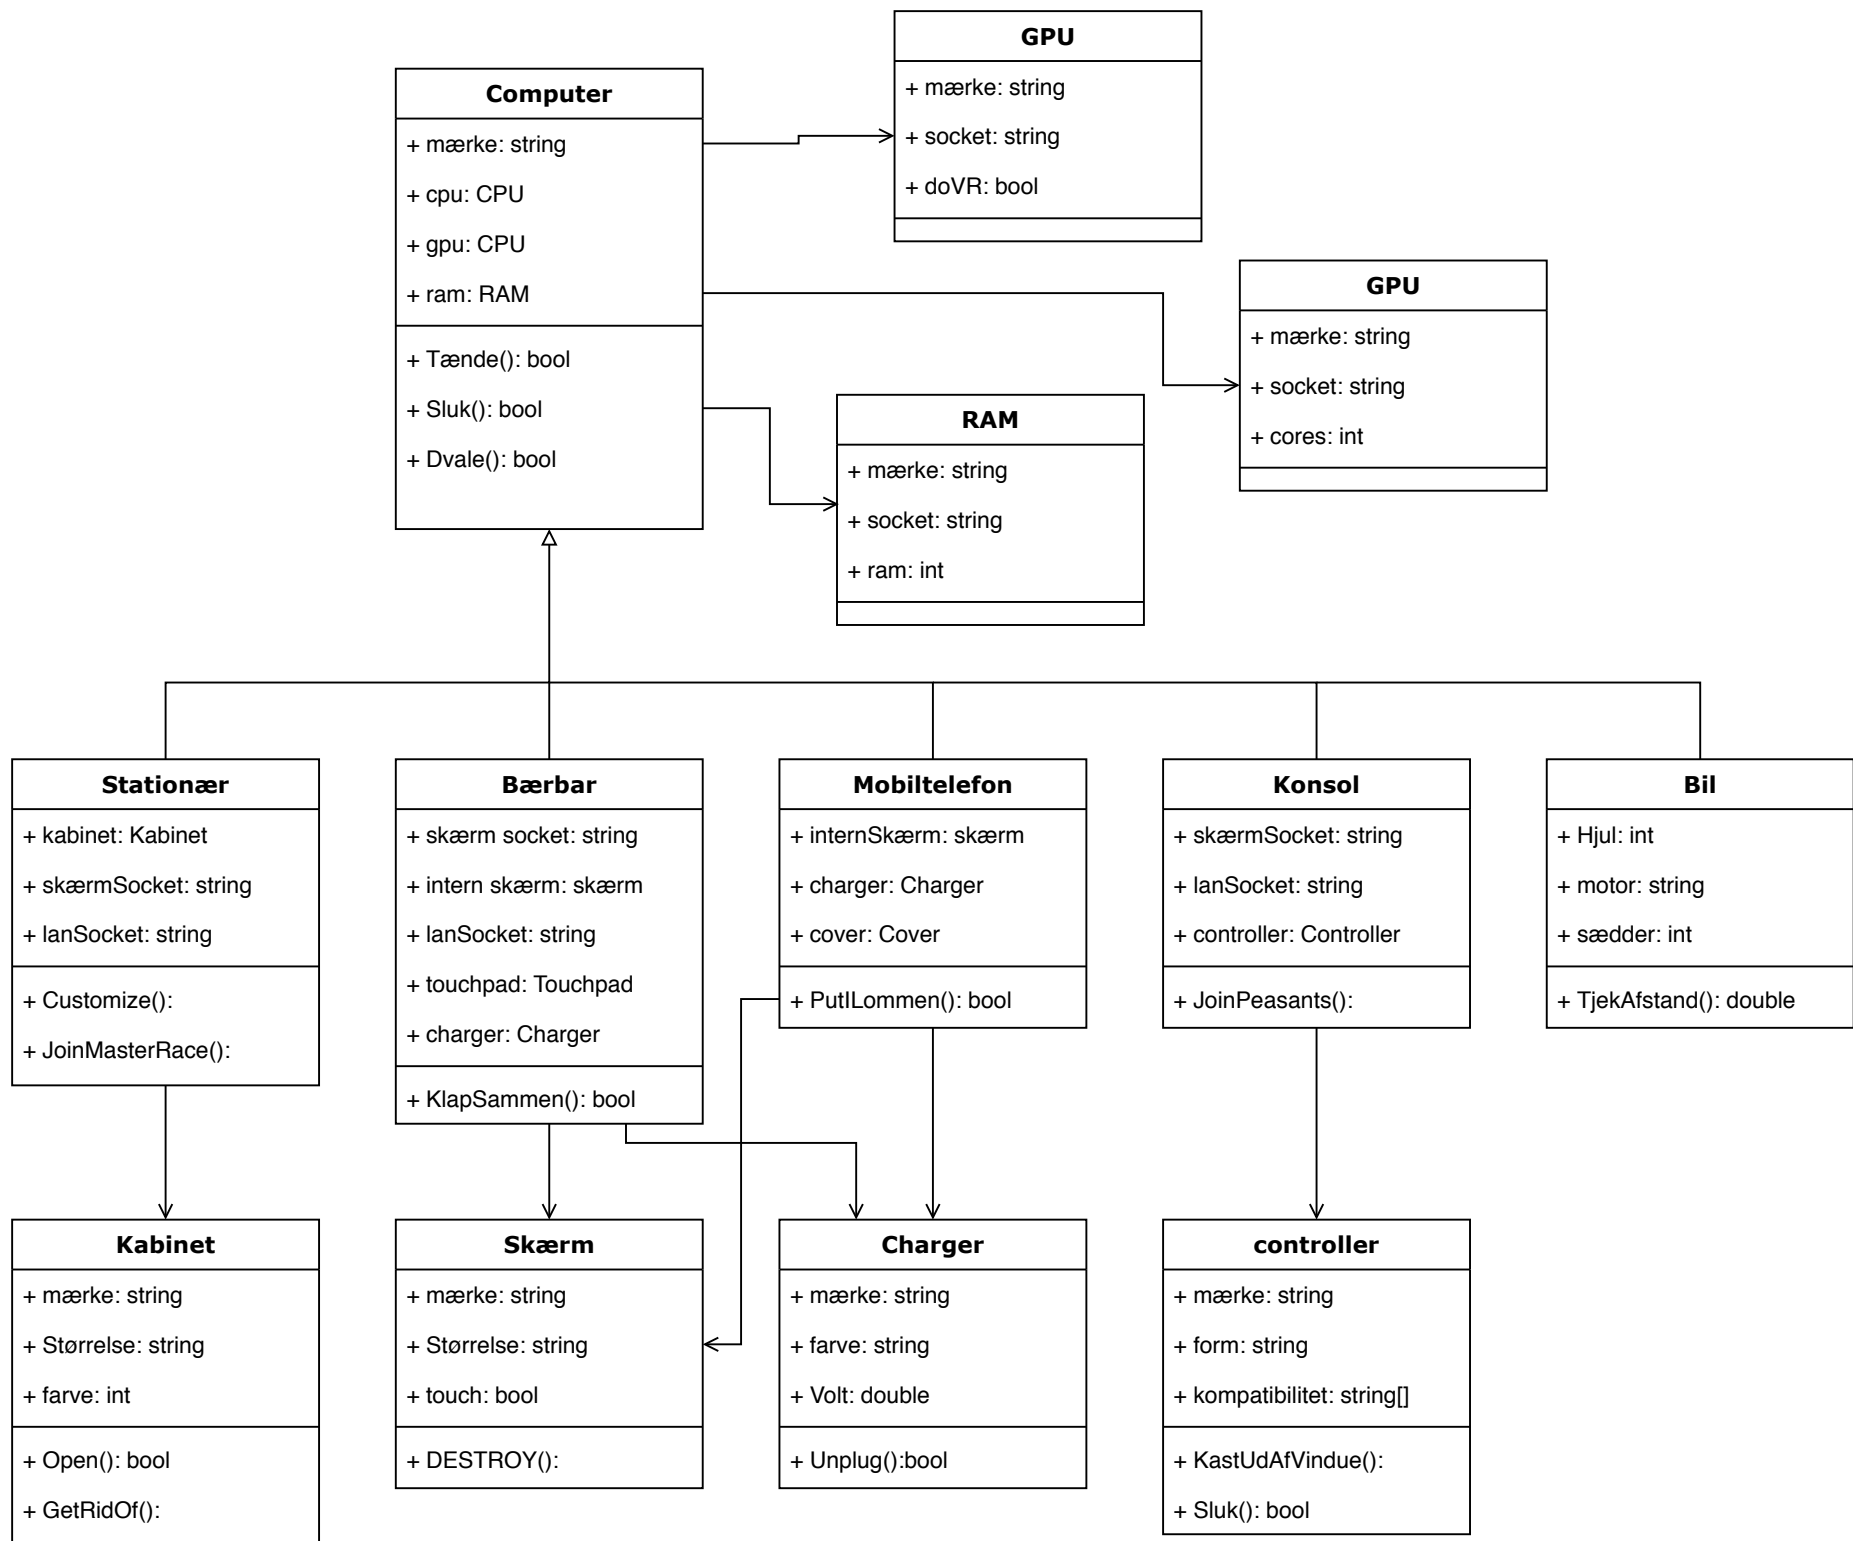 GPU
+ mærke: string
+ socket: string
+ doVR: bool
Computer
+ mærke: string
+ cpu: CPU
+ gpu: CPU
+ ram: RAM
+ Tænde(): bool
+ Sluk(): bool
+ Dvale(): bool
GPU
+ mærke: string
+ socket: string
+ cores: int
RAM
+ mærke: string
+ socket: string
+ ram: int
Stationær
+ kabinet: Kabinet
+ skærmSocket: string
+ lanSocket: string
+ Customize():
+ JoinMasterRace():
Bærbar
+ skærm socket: string
+ intern skærm: skærm
+ lanSocket: string
+ touchpad: Touchpad
+ charger: Charger
+ KlapSammen(): bool
Mobiltelefon
+ internSkærm: skærm
+ charger: Charger
+ cover: Cover
+ PutILommen(): bool
Konsol
+ skærmSocket: string
+ lanSocket: string
+ controller: Controller
+ JoinPeasants():
Bil
+ Hjul: int
+ motor: string
+ sædder: int
+ TjekAfstand(): double
Kabinet
+ mærke: string
+ Størrelse: string
+ farve: int
+ Open(): bool
+ GetRidOf():
Skærm
+ mærke: string
+ Størrelse: string
+ touch: bool
+ DESTROY():
Charger
+ mærke: string
+ farve: string
+ Volt: double
+ Unplug():bool
controller
+ mærke: string
+ form: string
+ kompatibilitet: string[]
+ KastUdAfVindue():
+ Sluk(): bool